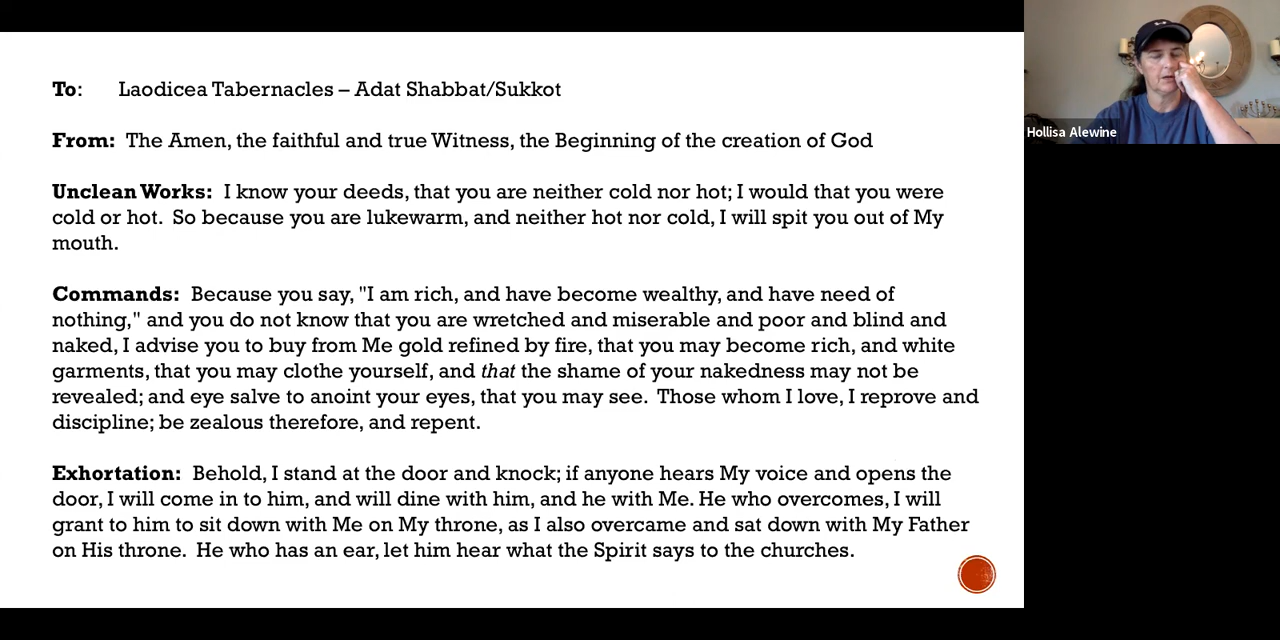 To: Laodicea Tabernacles – Adat Shabbat/Sukkot
From: The Amen, the faithful and true Witness, the Beginning of the creation of God
Unclean Works: I know your deeds, that you are neither cold nor hot; I would that you were
cold or hot. So because you are lukewarm, and neither hot nor cold, I will spit you out of My
mouth.
Commands: Because you say, "I am rich, and have become wealthy, and have need of
nothing," and you do not know that you are wretched and miserable and poor and blind and
naked, I advise you to buy from Me gold refined by fire, that you may become rich, and white
garments, that you may clothe yourself, and that the shame of your nakedness may not be
revealed; and eye salve to anoint your eyes, that you may see. Those whom I love, I reprove and
discipline; be zealous therefore, and repent.
Exhortation: Behold, I stand at the door and knock; if anyone hears My voice and opens the
door, I will come in to him, and will dine with him, and he with Me. He who overcomes, I will
grant to him to sit down with Me on My throne, as I also overcame and sat down with My Father
on His throne. He who has an ear, let him hear what the Spirit says to the churches.
Hollisa Alewine